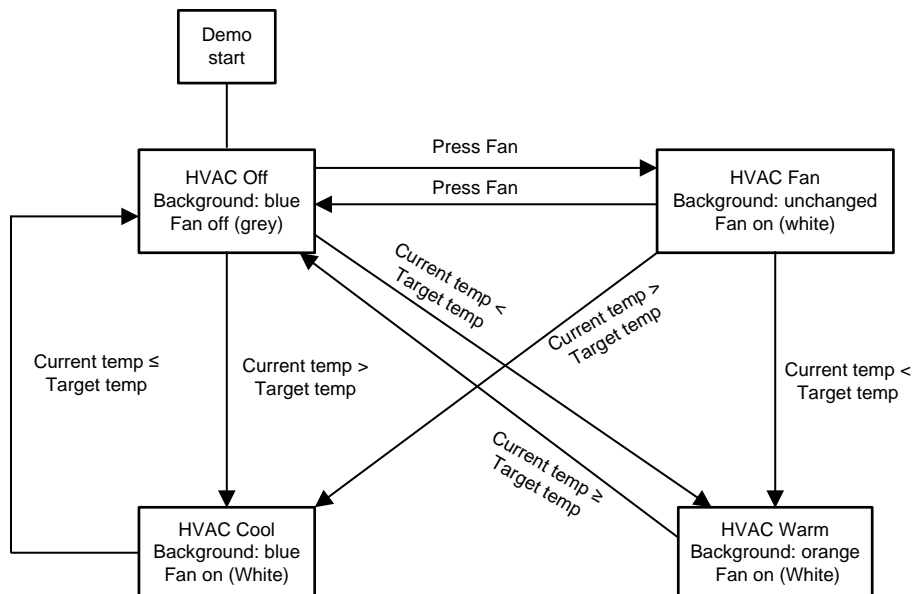 Demo
start
Press Fan
HVAC Off
Background: blue
Fan off (grey)
Press Fan
HVAC Fan
Background: unchanged
Fan on (white)
Current temp <
Target temp
Current temp >
Target temp
Current temp ≤
Target temp
Current temp >
Target temp
Current temp <
Target temp
Current temp ≥
Target temp
HVAC Cool
Background: blue
Fan on (White)
HVAC Warm
Background: orange
Fan on (White)